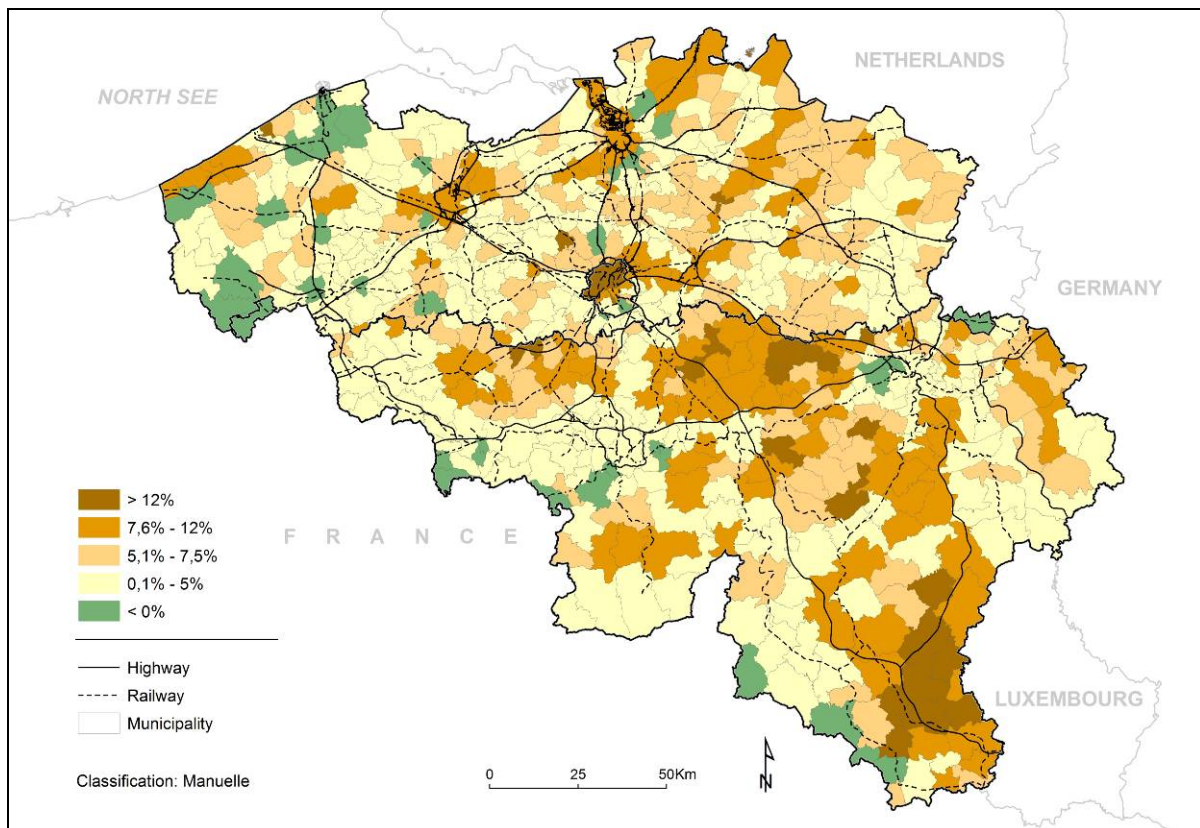 NETHERLANDS
NORTH SEE
GERMANY
> 12%
7,6% - 12%
5,1% - 7,5%
0,1% - 5%
< 0%
FRANCE
Highway
Railway
Municipality
LUXEMBOURG
Classification: Manuelle
0 25 50Km
N